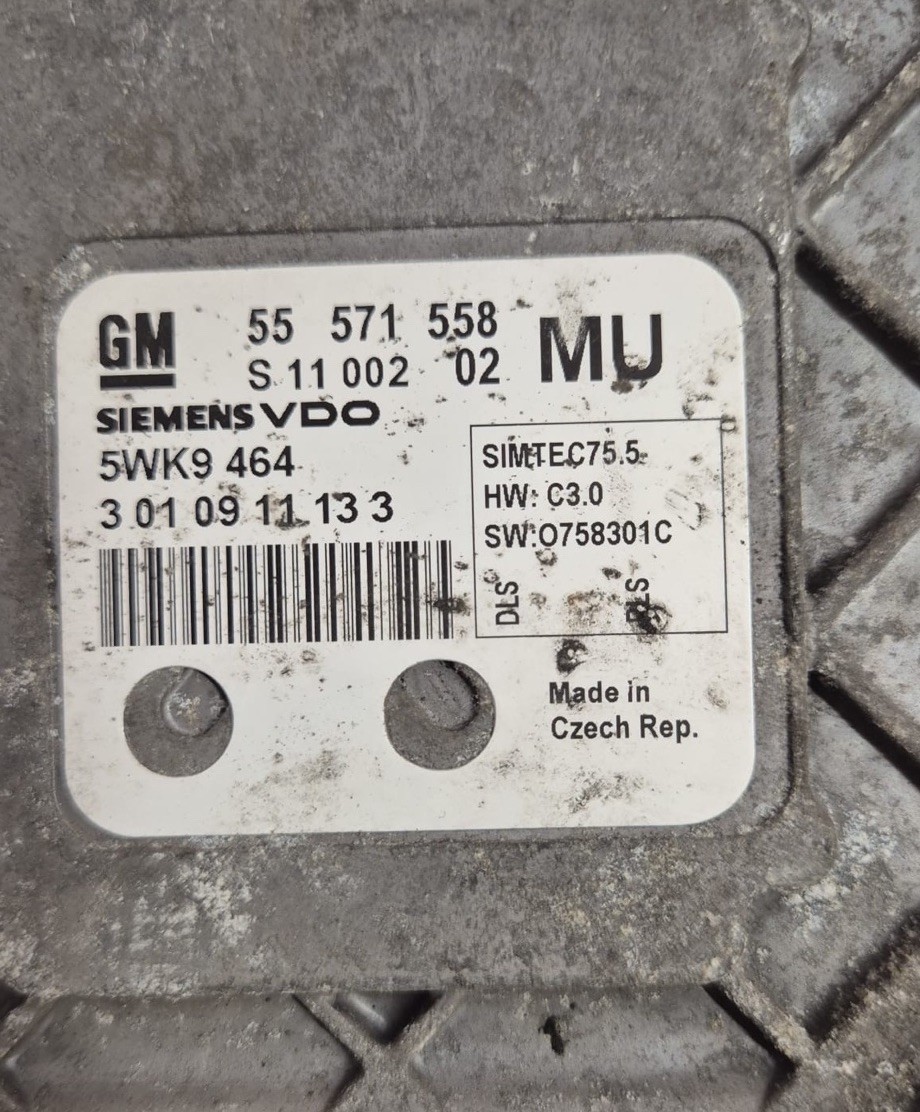 GM 55 571 558 MU
S 11 002 02
SIEMENS VDO
5WK9 464
3 01 09 11 13 3
SIMTEC75.5
HW: C3.0
SW:O758301C
DLS DLS
Made in
Czech Rep.